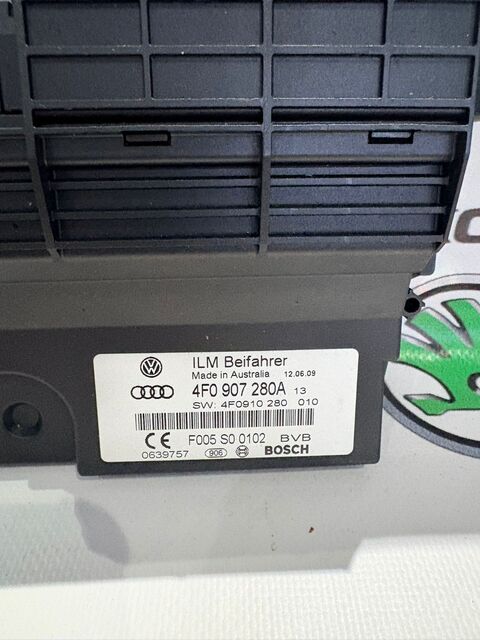 ILM Beifahrer
Made in Australia 12.06.09
4F0 907 280A 13
SW: 4F0910 280 010
CE F005 S0 0102 BVB
0639757 906 BOSCH